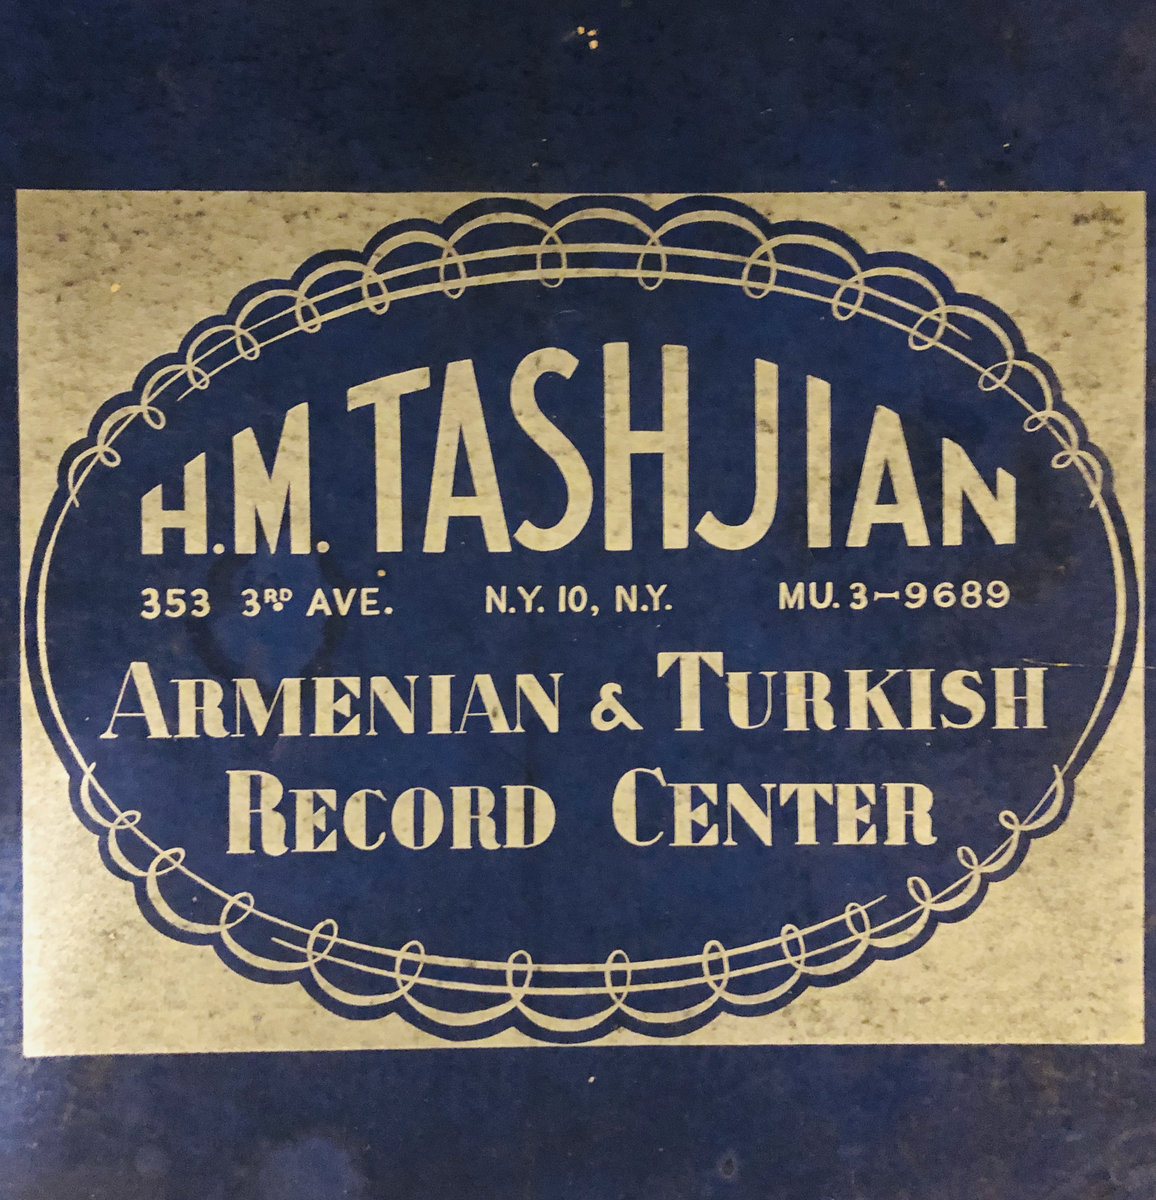 H.M. TASHJIAN
353 3RD AVE. N.Y. 10, N.Y. MU. 3-9689
ARMENIAN & TURKISH
RECORD CENTER